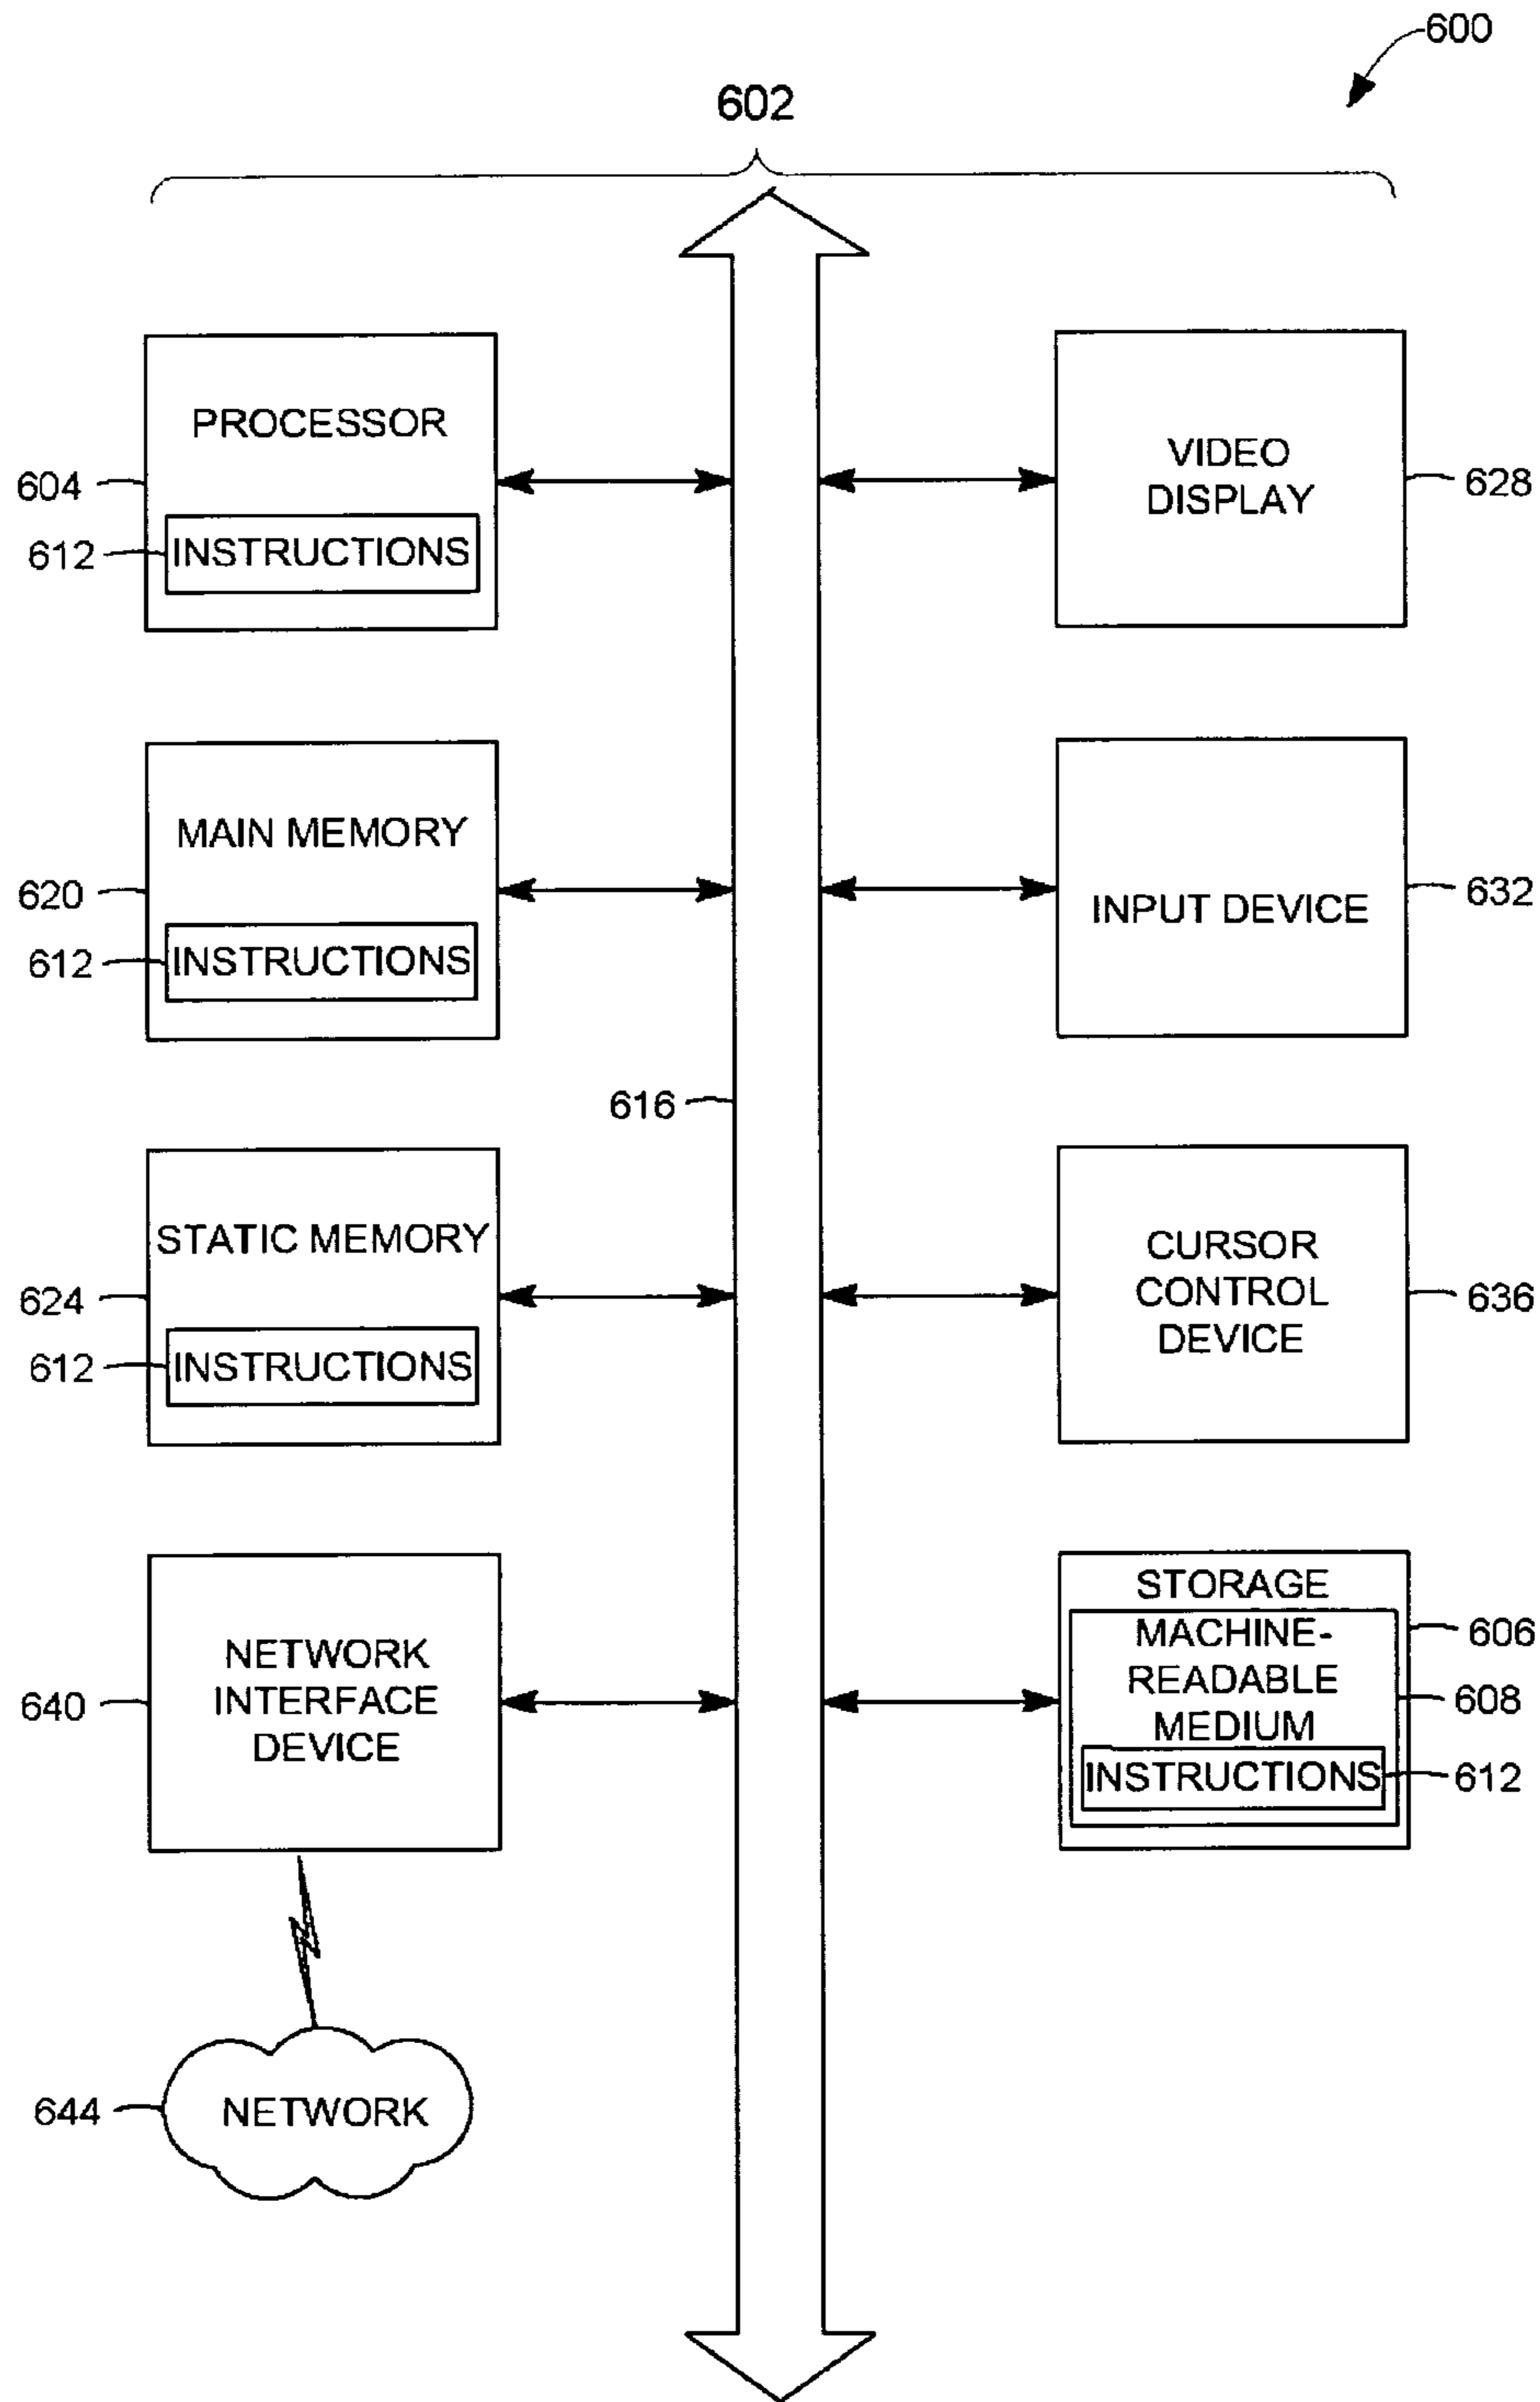 600
602
PROCESSOR
604
612
INSTRUCTIONS
VIDEO
DISPLAY
628
MAIN MEMORY
620
612
INSTRUCTIONS
INPUT DEVICE
632
616
STATIC MEMORY
624
612
INSTRUCTIONS
CURSOR
CONTROL
DEVICE
636
NETWORK
INTERFACE
DEVICE
640
STORAGE
MACHINE-
READABLE
MEDIUM
INSTRUCTIONS
606
608
612
644
NETWORK